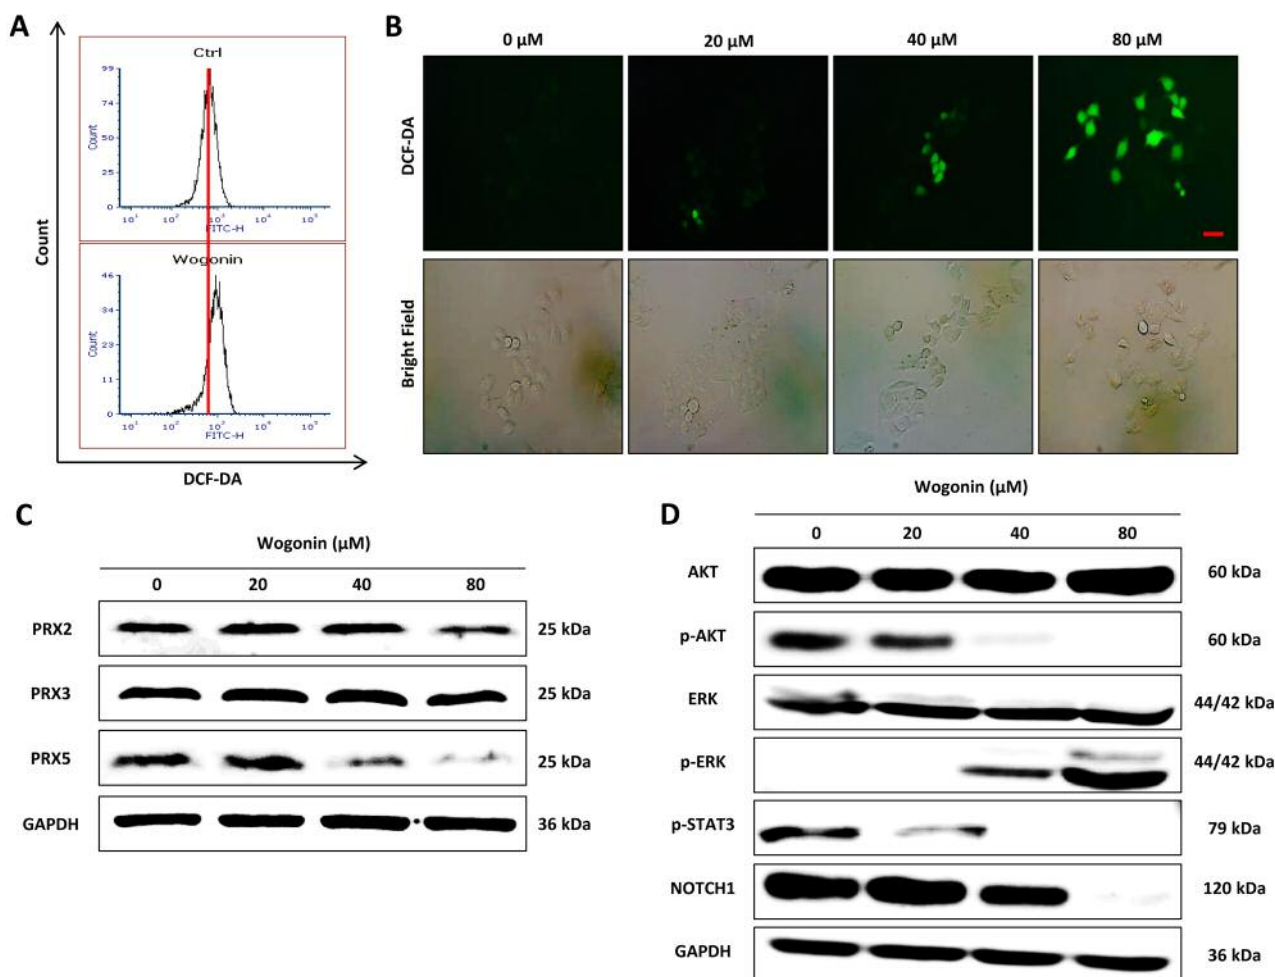 A
Ctrl
99
74
50
25
0
Count
10¹ 10² 10³ 10⁴ 10⁵
FITC-H
Wogonin
46
34
23
11
0
Count
10¹ 10² 10³ 10⁴ 10⁵
FITC-H
Count
DCF-DA
B
0 µM 20 µM 40 µM 80 µM
DCF-DA
Bright Field
C
Wogonin (µM)
0 20 40 80
PRX2 25 kDa
PRX3 25 kDa
PRX5 25 kDa
GAPDH 36 kDa
D
Wogonin (µM)
0 20 40 80
AKT 60 kDa
p-AKT 60 kDa
ERK 44/42 kDa
p-ERK 44/42 kDa
p-STAT3 79 kDa
NOTCH1 120 kDa
GAPDH 36 kDa